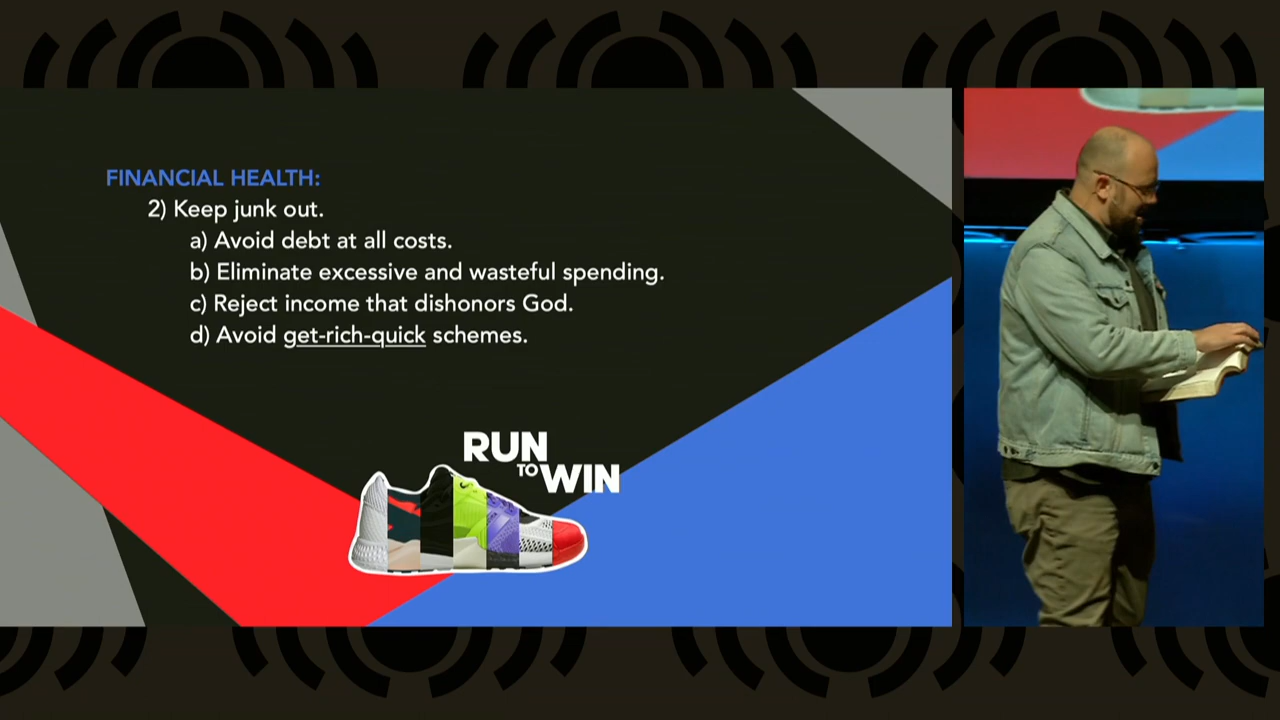 FINANCIAL HEALTH:
2) Keep junk out.
a) Avoid debt at all costs.
b) Eliminate excessive and wasteful spending.
c) Reject income that dishonors God.
d) Avoid get-rich-quick schemes.
RUN
TO WIN